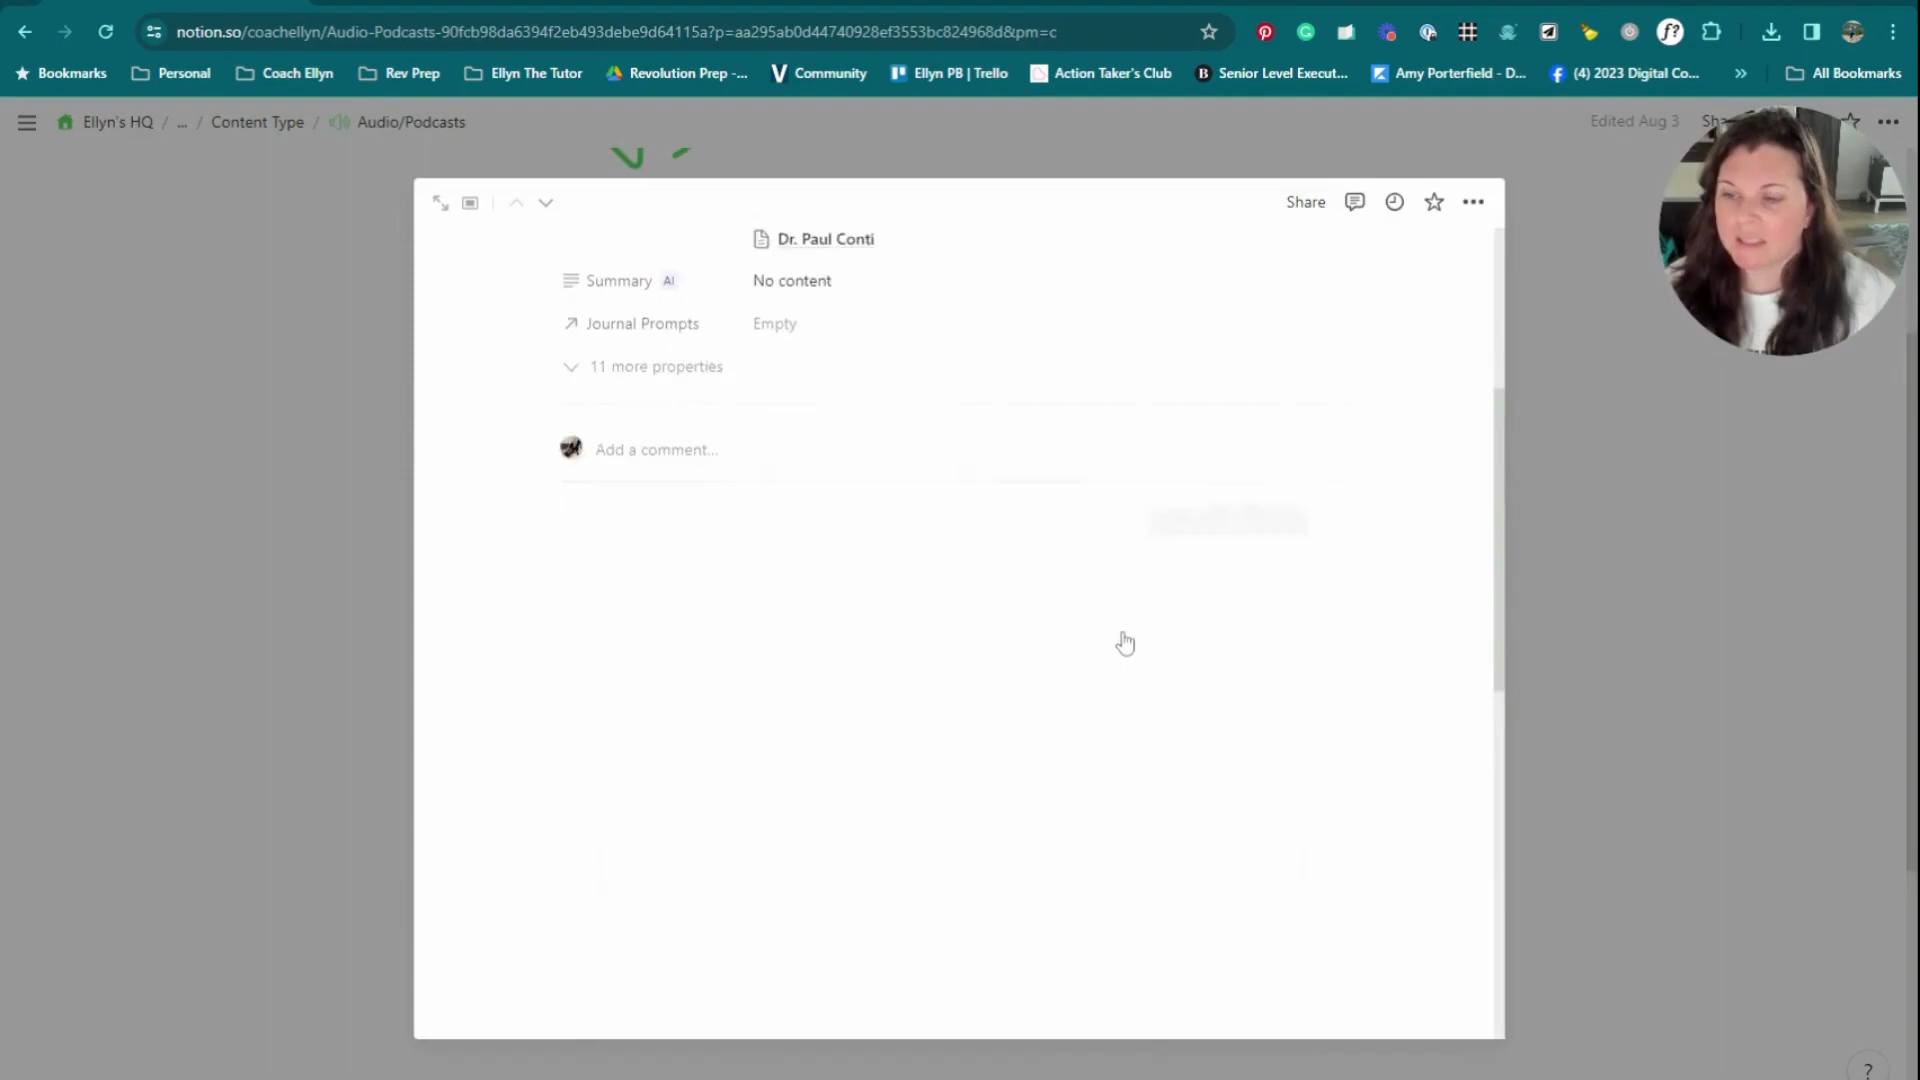 notion.so/coachellyn/Audio-Podcasts-90fcb98da6394f2eb493debe9d64115a?p=aa295ab0d44740928ef3553bc824968d&pm=c
Bookmarks Personal Coach Ellyn Rev Prep Ellyn The Tutor Revolution Prep -... Community Ellyn PB | Trello Action Taker's Club Senior Level Execut... Amy Porterfield - D... (4) 2023 Digital Co... » All Bookmarks
Ellyn's HQ / ... / Content Type / Audio/Podcasts Edited Aug 3
Share
Dr. Paul Conti
Summary AI No content
Journal Prompts Empty
11 more properties
Add a comment...
?